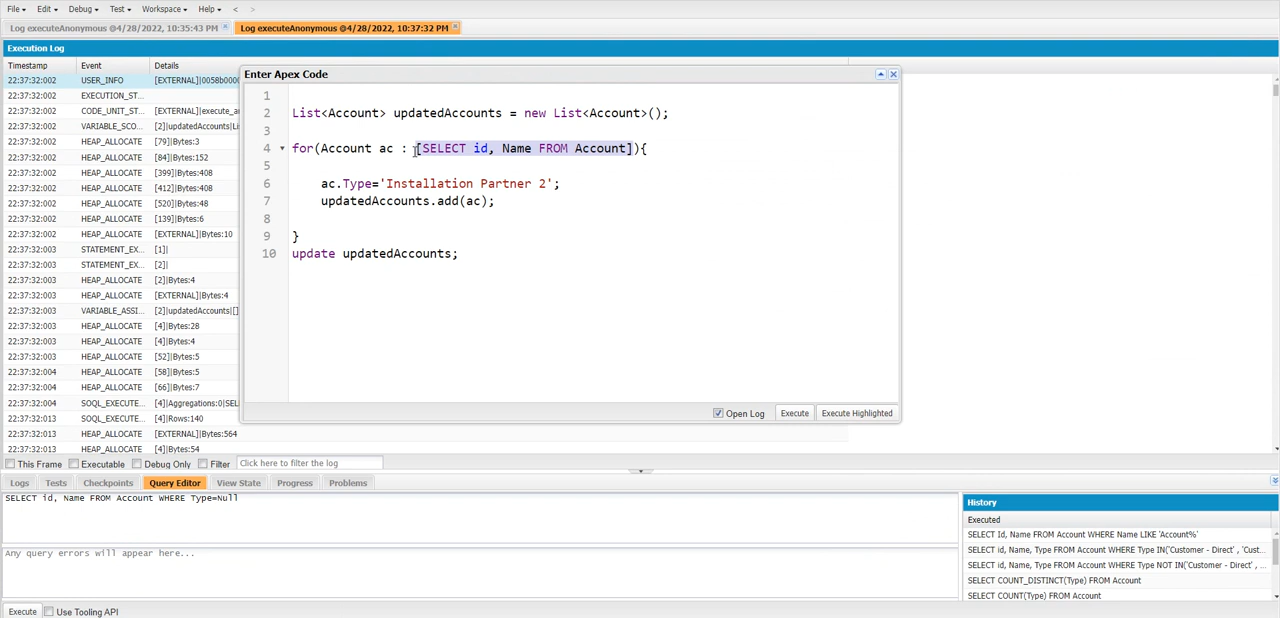 File Edit Debug Test Workspace Help < >
Log executeAnonymous @4/28/2022, 10:35:43 PM Log executeAnonymous @4/28/2022, 10:37:32 PM
Execution Log
Timestamp Event Details
22:37:32:002 USER_INFO [EXTERNAL]|0058b0000
22:37:32:002 EXECUTION_ST...
22:37:32:002 CODE_UNIT_ST... [EXTERNAL]|execute_a
22:37:32:002 VARIABLE_SCO... [2]|updatedAccounts|Li
22:37:32:002 HEAP_ALLOCATE [79]|Bytes:3
22:37:32:002 HEAP_ALLOCATE [84]|Bytes:152
22:37:32:002 HEAP_ALLOCATE [399]|Bytes:408
22:37:32:002 HEAP_ALLOCATE [412]|Bytes:408
22:37:32:002 HEAP_ALLOCATE [520]|Bytes:48
22:37:32:002 HEAP_ALLOCATE [139]|Bytes:6
22:37:32:002 HEAP_ALLOCATE [EXTERNAL]|Bytes:10
22:37:32:003 STATEMENT_EX... [1]|
22:37:32:003 STATEMENT_EX... [2]|
22:37:32:003 HEAP_ALLOCATE [2]|Bytes:4
22:37:32:003 HEAP_ALLOCATE [EXTERNAL]|Bytes:4
22:37:32:003 VARIABLE_ASSI... [2]|updatedAccounts|[]
22:37:32:003 HEAP_ALLOCATE [4]|Bytes:28
22:37:32:003 HEAP_ALLOCATE [4]|Bytes:4
22:37:32:003 HEAP_ALLOCATE [52]|Bytes:5
22:37:32:004 HEAP_ALLOCATE [58]|Bytes:5
22:37:32:004 HEAP_ALLOCATE [66]|Bytes:7
22:37:32:004 SOQL_EXECUTE... [4]|Aggregations:0|SEL
22:37:32:013 SOQL_EXECUTE... [4]|Rows:140
22:37:32:013 HEAP_ALLOCATE [EXTERNAL]|Bytes:564
22:37:32:013 HEAP_ALLOCATE [4]|Bytes:54
Enter Apex Code
1
2 List<Account> updatedAccounts = new List<Account>();
3
4 for(Account ac : [SELECT id, Name FROM Account]){
5
6 ac.Type='Installation Partner 2';
7 updatedAccounts.add(ac);
8
9 }
10 update updatedAccounts;
Open Log Execute Execute Highlighted
This Frame Executable Debug Only Filter Click here to filter the log
Logs Tests Checkpoints Query Editor View State Progress Problems
SELECT id, Name FROM Account WHERE Type=Null
Any query errors will appear here...
History
Executed
SELECT Id, Name FROM Account WHERE Name LIKE 'Account%'
SELECT id, Name, Type FROM Account WHERE Type IN('Customer - Direct' , 'Cust...
SELECT id, Name, Type FROM Account WHERE Type NOT IN('Customer - Direct' , ...
SELECT COUNT_DISTINCT(Type) FROM Account
SELECT COUNT(Type) FROM Account
Execute Use Tooling API